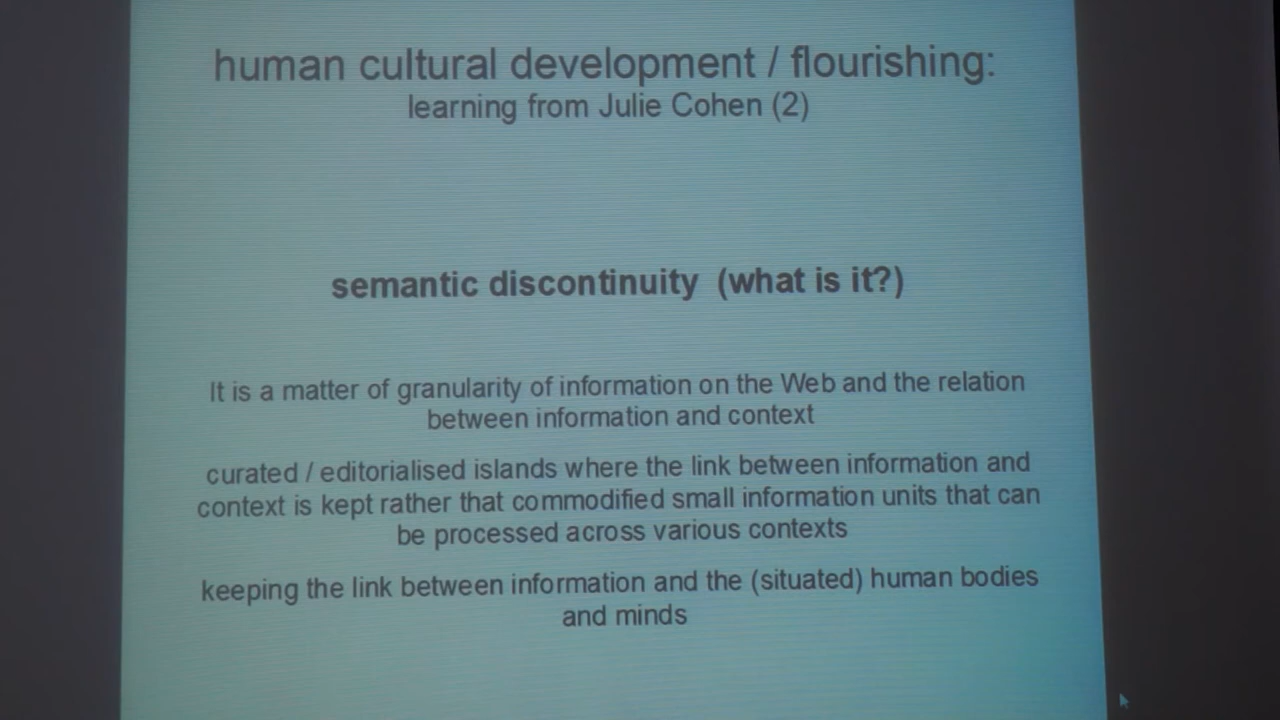 human cultural development / flourishing:
learning from Julie Cohen (2)
semantic discontinuity (what is it?)
It is a matter of granularity of information on the Web and the relation
between information and context
curated / editorialised islands where the link between information and
context is kept rather that commodified small information units that can
be processed across various contexts
keeping the link between information and the (situated) human bodies
and minds